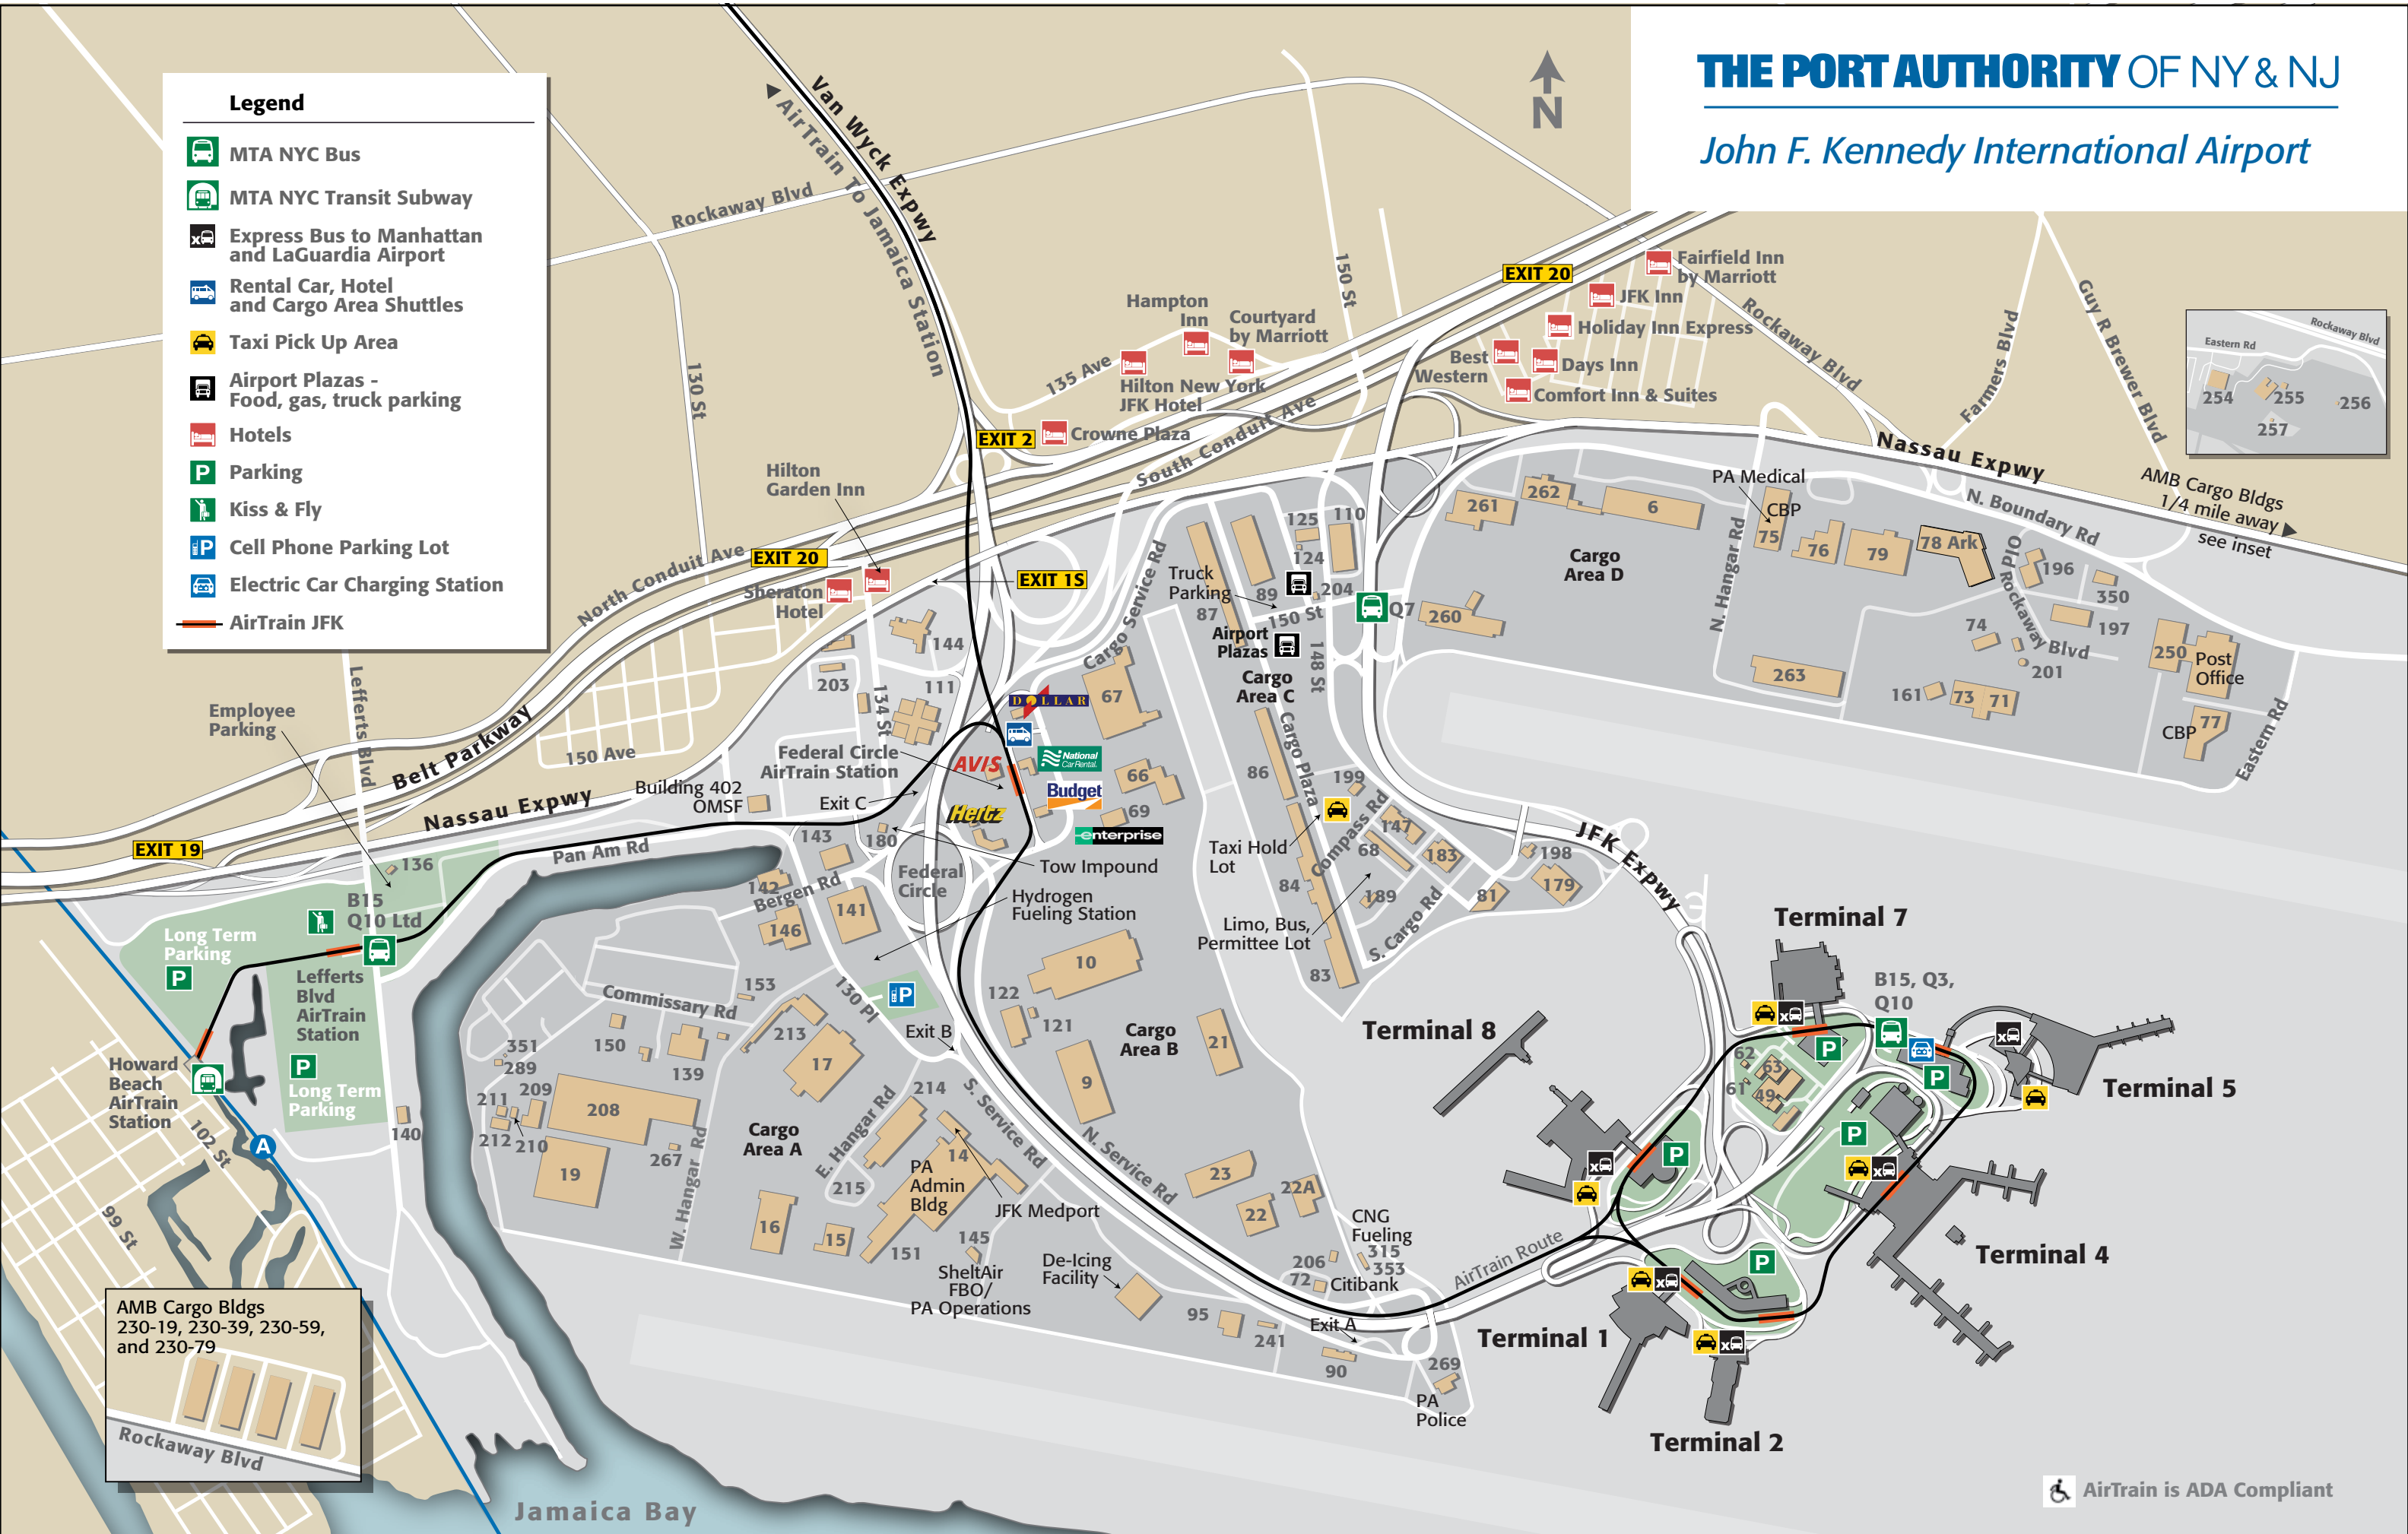 THE PORT AUTHORITY OF NY & NJ
John F. Kennedy International Airport
Legend
MTA NYC Bus
MTA NYC Transit Subway
Express Bus to Manhattan
and LaGuardia Airport
Rental Car, Hotel
and Cargo Area Shuttles
Taxi Pick Up Area
Airport Plazas -
Food, gas, truck parking
Hotels
Parking
Kiss & Fly
Cell Phone Parking Lot
Electric Car Charging Station
AirTrain JFK
N
Van Wyck Expwy
AirTrain To Jamaica Station
Rockaway Blvd
130 St
150 St
135 Ave
Hampton
Inn
Courtyard
by Marriott
Hilton New York
JFK Hotel
Crowne Plaza
EXIT 2
South Conduit Ave
EXIT 20
Fairfield Inn
by Marriott
JFK Inn
Holiday Inn Express
Best
Western
Days Inn
Comfort Inn & Suites
Rockaway Blvd
Farmers Blvd
Guy R Brewer Blvd
Rockaway Blvd
Eastern Rd
254
255
256
257
Nassau Expwy
AMB Cargo Bldgs
1/4 mile away
see inset
N. Boundary Rd
Hilton
Garden Inn
North Conduit Ave
EXIT 20
Sheraton
Hotel
EXIT 1S
144
203
111
134 St
150 Ave
Belt Parkway
Nassau Expwy
Lefferts Blvd
Employee
Parking
EXIT 19
136
B15
Q10 Ltd
Long Term
Parking
P
Lefferts
Blvd
AirTrain
Station
P
Long Term
Parking
140
Howard
Beach
AirTrain
Station
102 St
A
99 St
Pan Am Rd
Building 402
OMSF
Exit C
Federal Circle
AirTrain Station
DOLLAR
AVIS
National
Car Rental
Budget
Hertz
enterprise
Cargo Service Rd
67
66
69
143
180
Tow Impound
Federal
Circle
Hydrogen
Fueling Station
142
Bergen Rd
141
146
P
130 Pl
Exit B
Commissary Rd
153
213
17
150
139
351
289
209
211
212
210
208
19
267
W. Hangar Rd
Cargo
Area A
16
15
E. Hangar Rd
214
215
14
PA
Admin
Bldg
151
JFK Medport
145
SheltAir
FBO/
PA Operations
S. Service Rd
N. Service Rd
De-Icing
Facility
10
122
121
Cargo
Area B
21
9
23
22
22A
CNG
Fueling
206
315
353
72
Citibank
95
241
Exit A
90
269
PA
Police
AirTrain Route
Truck
Parking
87
89
125
110
124
204
150 St
Airport
Plazas
148 St
Q7
Cargo
Area C
Cargo Plaza
86
199
Taxi Hold
Lot
Compass Rd
147
68
183
84
189
81
198
179
Limo, Bus,
Permittee Lot
S. Cargo Rd
83
JFK Expwy
261
262
6
Cargo
Area D
260
N. Hangar Rd
PA Medical
CBP
75
76
79
78 Ark
Old
Rockaway Blvd
196
350
197
74
201
263
161
73
71
250
Post
Office
CBP
77
Eastern Rd
Terminal 7
B15, Q3,
Q10
Terminal 8
Terminal 5
62
63
61
49
P
P
P
P
P
Terminal 4
Terminal 1
Terminal 2
AMB Cargo Bldgs
230-19, 230-39, 230-59,
and 230-79
Rockaway Blvd
Jamaica Bay
AirTrain is ADA Compliant